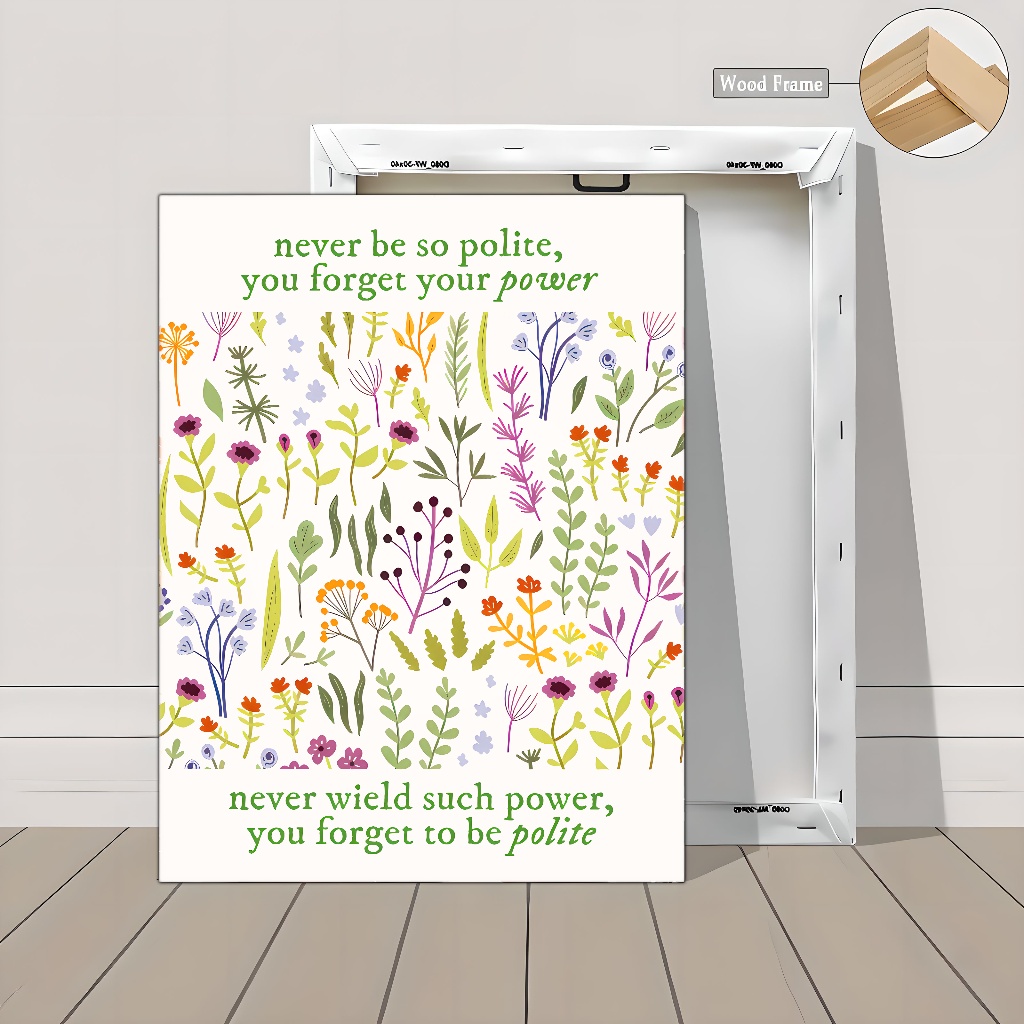 Wood Frame
never be so polite,
you forget your power
never wield such power,
you forget to be polite